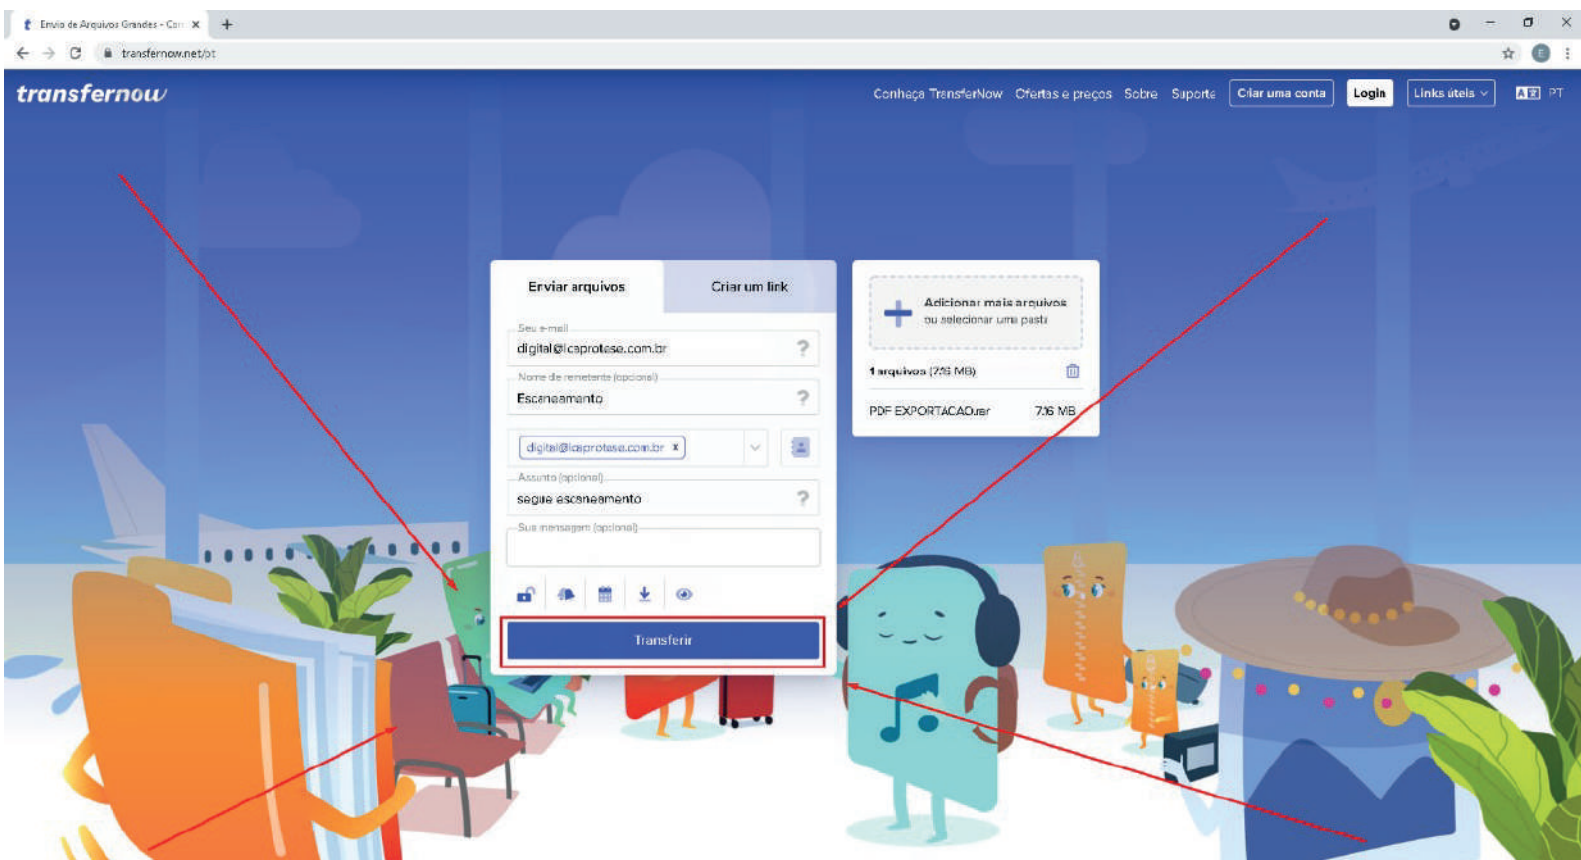 Envio de Arquivos Grandes - Cor
transfernow.net/pt
E
transfernow
Conheça TransferNow Ofertas e preços Sobre Suporte Criar uma conta Login Links úteis PT
Enviar arquivos
Criar um link
Seu e-mail
digital@lcaprotese.com.br
?
Nome de remetente (opcional)
Escaneamento
?
digital@lcaprotese.com.br x
Assunto (opcional)
segue escaneamento
?
Sua mensagem (opcional)
Transferir
Adicionar mais arquivos
ou selecionar uma pasta
1 arquivos (7.16 MB)
PDF EXPORTACAO.rar 7.16 MB